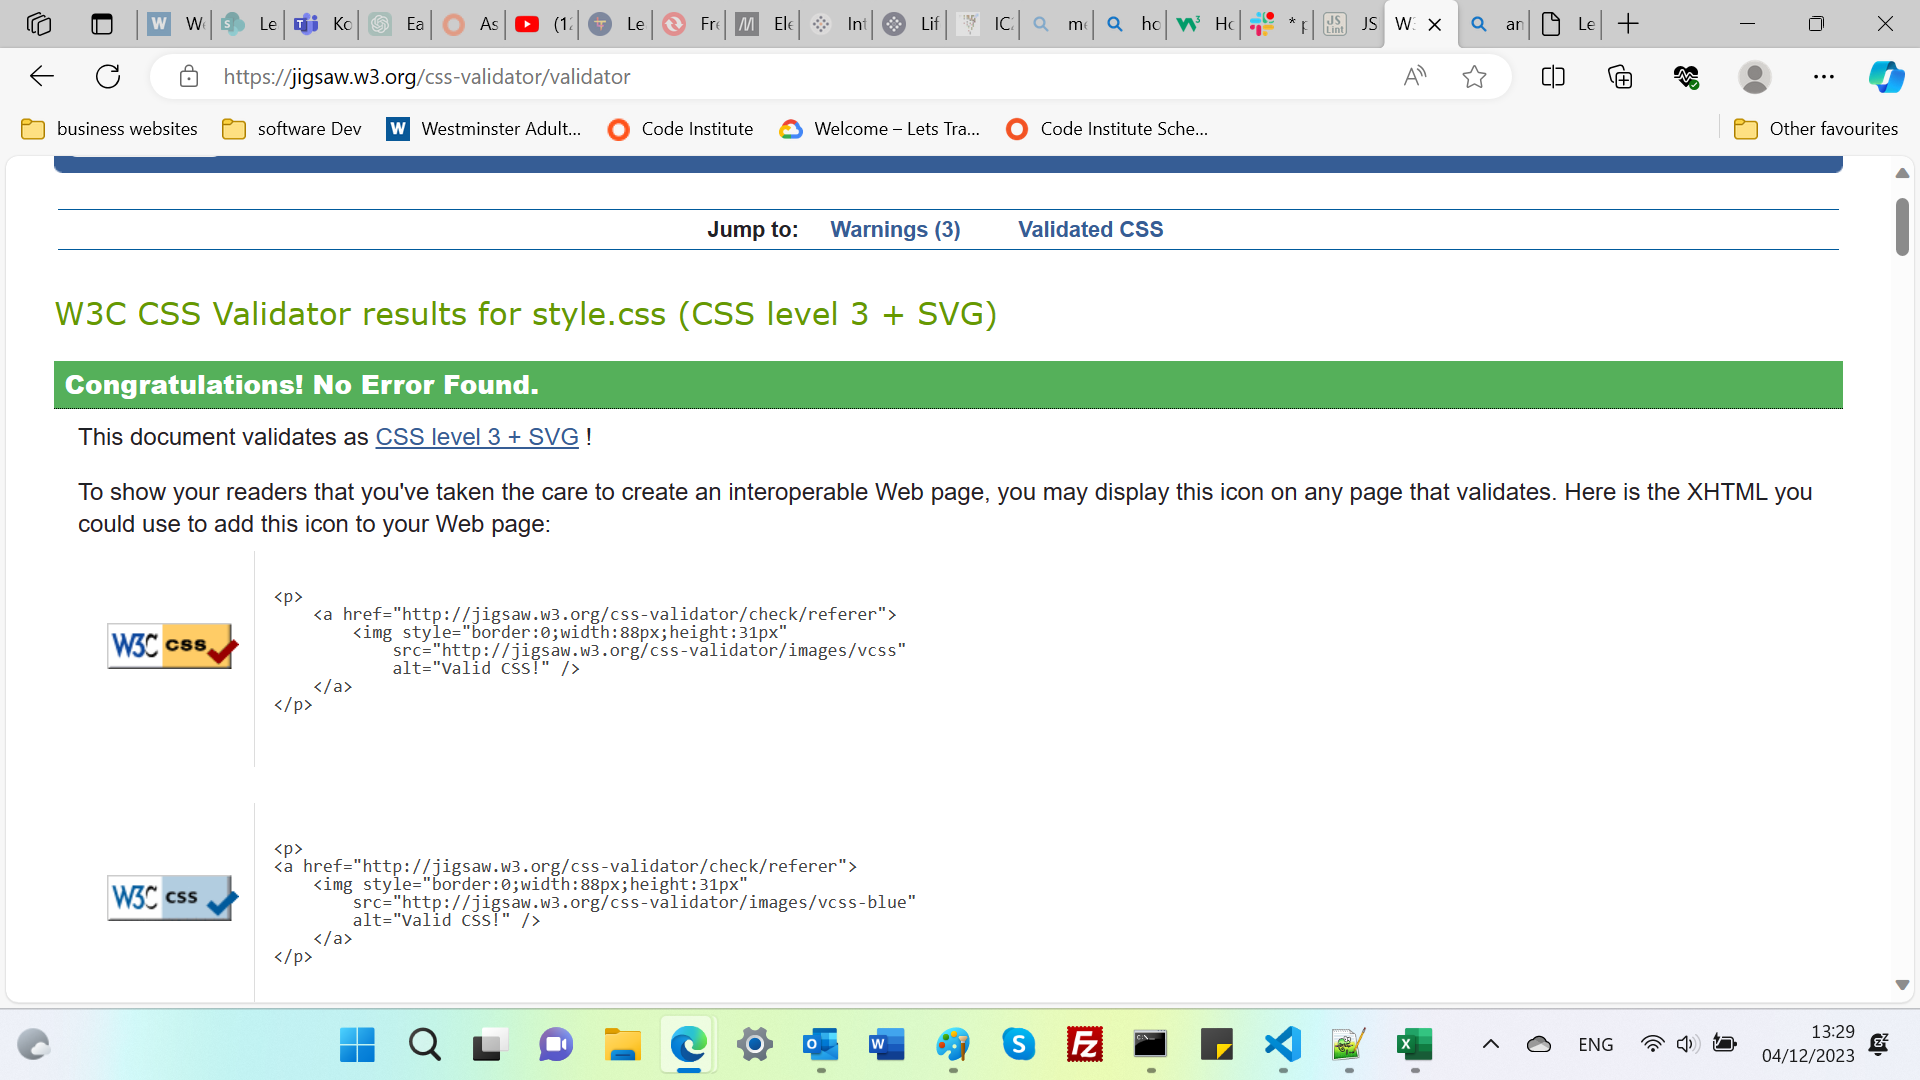 We
Le
Ko
Ea
As
(12
Le
Fre
Ele
Int
Lif
IC
me
ho
Ho
* p
JS
W3
an
Le
https://jigsaw.w3.org/css-validator/validator
business websites
software Dev
Westminster Adult...
Code Institute
Welcome – Lets Tra...
Code Institute Sche...
Other favourites
Jump to: Warnings (3) Validated CSS
W3C CSS Validator results for style.css (CSS level 3 + SVG)
Congratulations! No Error Found.
This document validates as CSS level 3 + SVG !
To show your readers that you've taken the care to create an interoperable Web page, you may display this icon on any page that validates. Here is the XHTML you
could use to add this icon to your Web page:
W3C css
<p>
<a href="http://jigsaw.w3.org/css-validator/check/referer">
<img style="border:0;width:88px;height:31px"
src="http://jigsaw.w3.org/css-validator/images/vcss"
alt="Valid CSS!" />
</a>
</p>
W3C css
<p>
<a href="http://jigsaw.w3.org/css-validator/check/referer">
<img style="border:0;width:88px;height:31px"
src="http://jigsaw.w3.org/css-validator/images/vcss-blue"
alt="Valid CSS!" />
</a>
</p>
ENG
13:29
04/12/2023